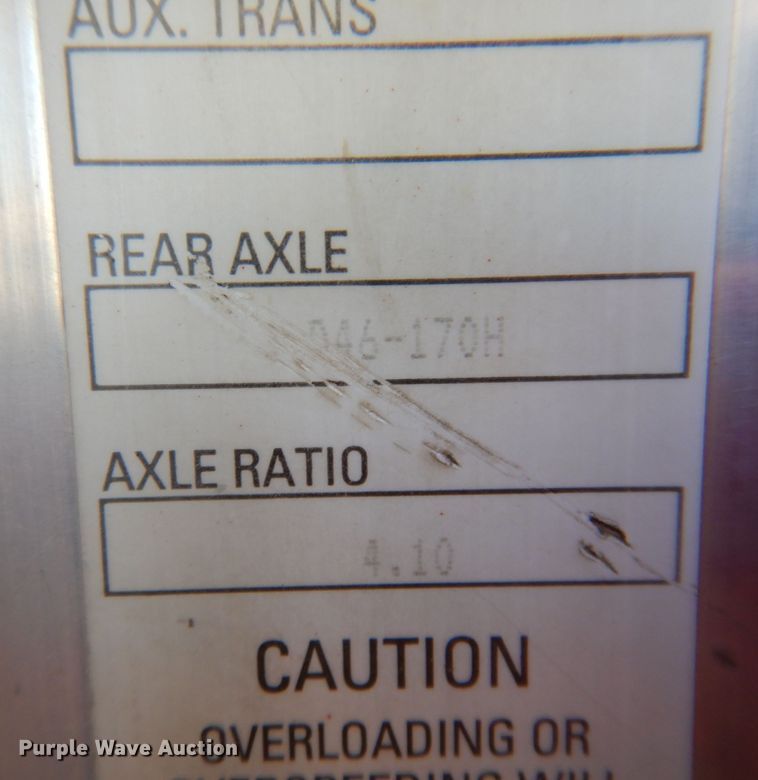 AUX. TRANS
REAR AXLE
D46-170H
AXLE RATIO
4.10
CAUTION
OVERLOADING OR
Purple Wave Auction